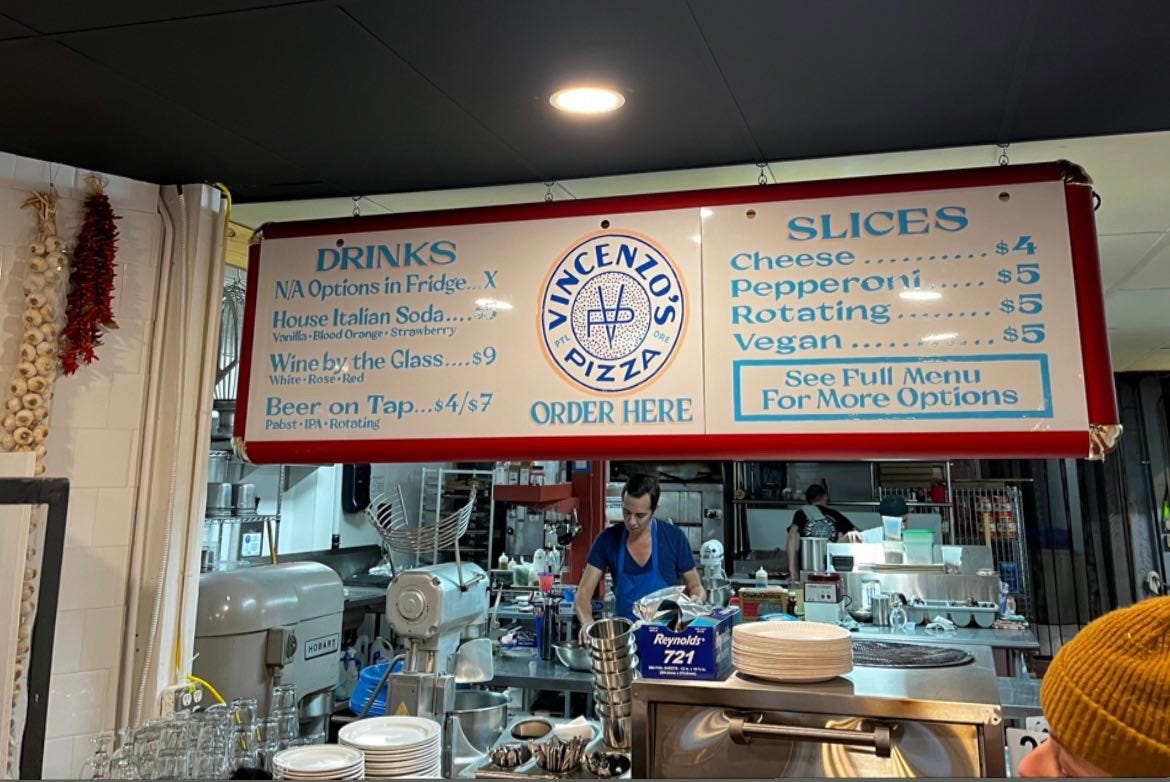 DRINKS
N/A Options in Fridge...X
House Italian Soda....
Vanilla • Blood Orange • Strawberry
Wine by the Glass....$9
White • Rose • Red
Beer on Tap...$4/$7
Pabst • IPA • Rotating
VINCENZO'S
PTL ORE
PIZZA
ORDER HERE
SLICES
Cheese ..........$4
Pepperoni .....$5
Rotating ........$5
Vegan ...........$5
See Full Menu
For More Options
HOBART
Reynolds
721